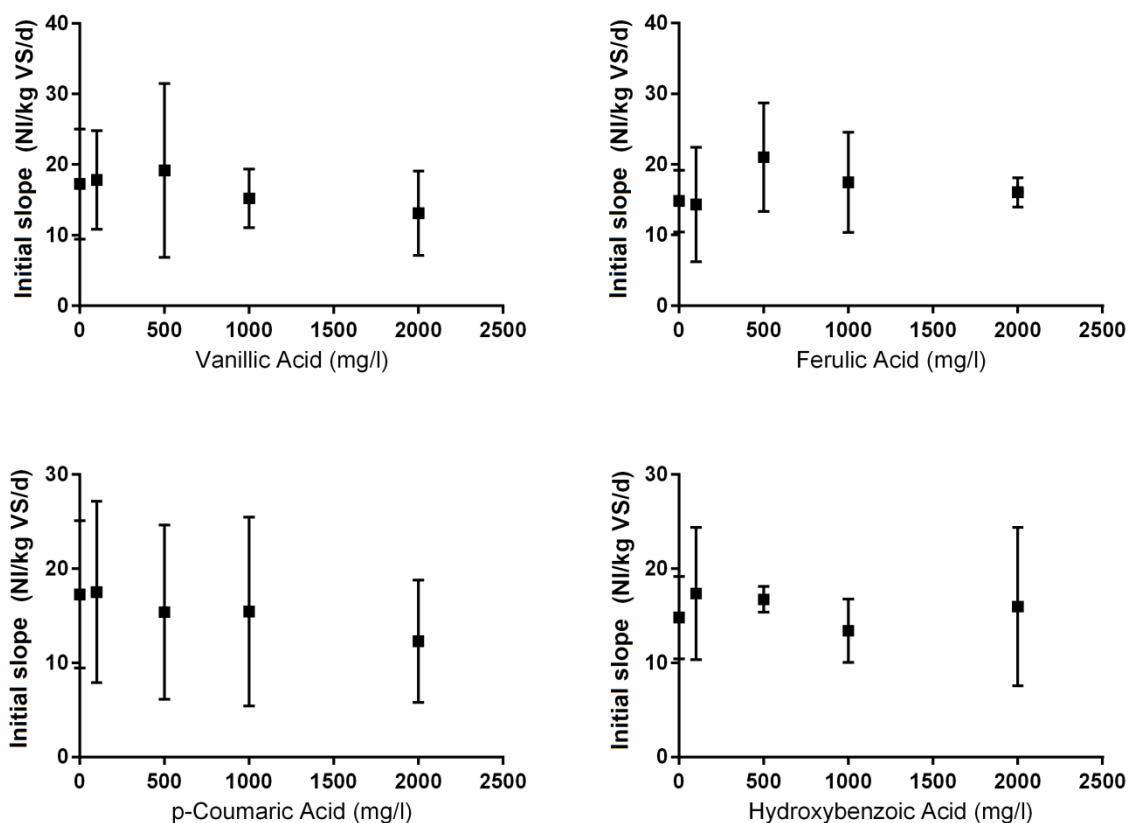 40
30
20
10
0
Initial slope (Nl/kg VS/d)
0 500 1000 1500 2000 2500
Vanillic Acid (mg/l)
40
30
20
10
0
Initial slope (Nl/kg VS/d)
0 500 1000 1500 2000 2500
Ferulic Acid (mg/l)
30
20
10
0
Initial slope (Nl/kg VS/d)
0 500 1000 1500 2000 2500
p-Coumaric Acid (mg/l)
30
20
10
0
Initial slope (Nl/kg VS/d)
0 500 1000 1500 2000 2500
Hydroxybenzoic Acid (mg/l)